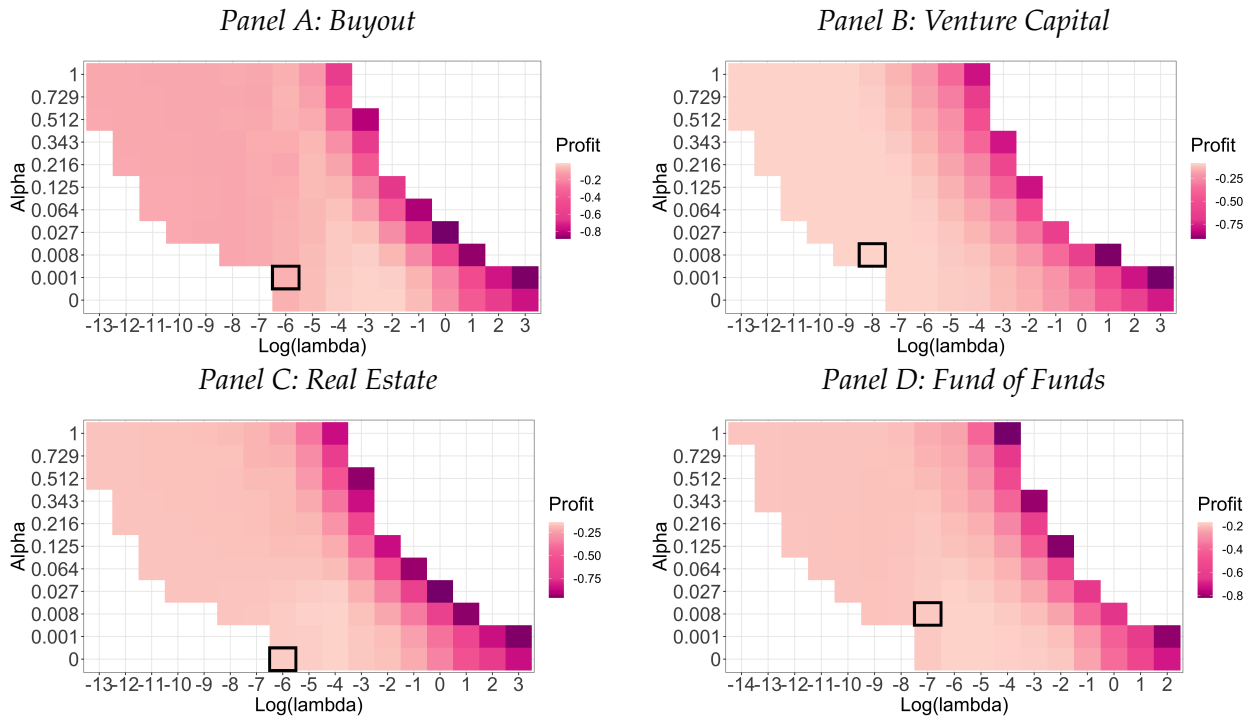 Panel A: Buyout
Alpha
1
0.729
0.512
0.343
0.216
0.125
0.064
0.027
0.008
0.001
0
-13-12-11-10 -9 -8 -7 -6 -5 -4 -3 -2 -1 0 1 2 3
Log(lambda)
Profit
-0.2
-0.4
-0.6
-0.8
Panel B: Venture Capital
Alpha
1
0.729
0.512
0.343
0.216
0.125
0.064
0.027
0.008
0.001
0
-13-12-11-10 -9 -8 -7 -6 -5 -4 -3 -2 -1 0 1 2 3
Log(lambda)
Profit
-0.25
-0.50
-0.75
Panel C: Real Estate
Alpha
1
0.729
0.512
0.343
0.216
0.125
0.064
0.027
0.008
0.001
0
-13-12-11-10 -9 -8 -7 -6 -5 -4 -3 -2 -1 0 1 2 3
Log(lambda)
Profit
-0.25
-0.50
-0.75
Panel D: Fund of Funds
Alpha
1
0.729
0.512
0.343
0.216
0.125
0.064
0.027
0.008
0.001
0
-14-13-12-11-10 -9 -8 -7 -6 -5 -4 -3 -2 -1 0 1 2
Log(lambda)
Profit
-0.2
-0.4
-0.6
-0.8